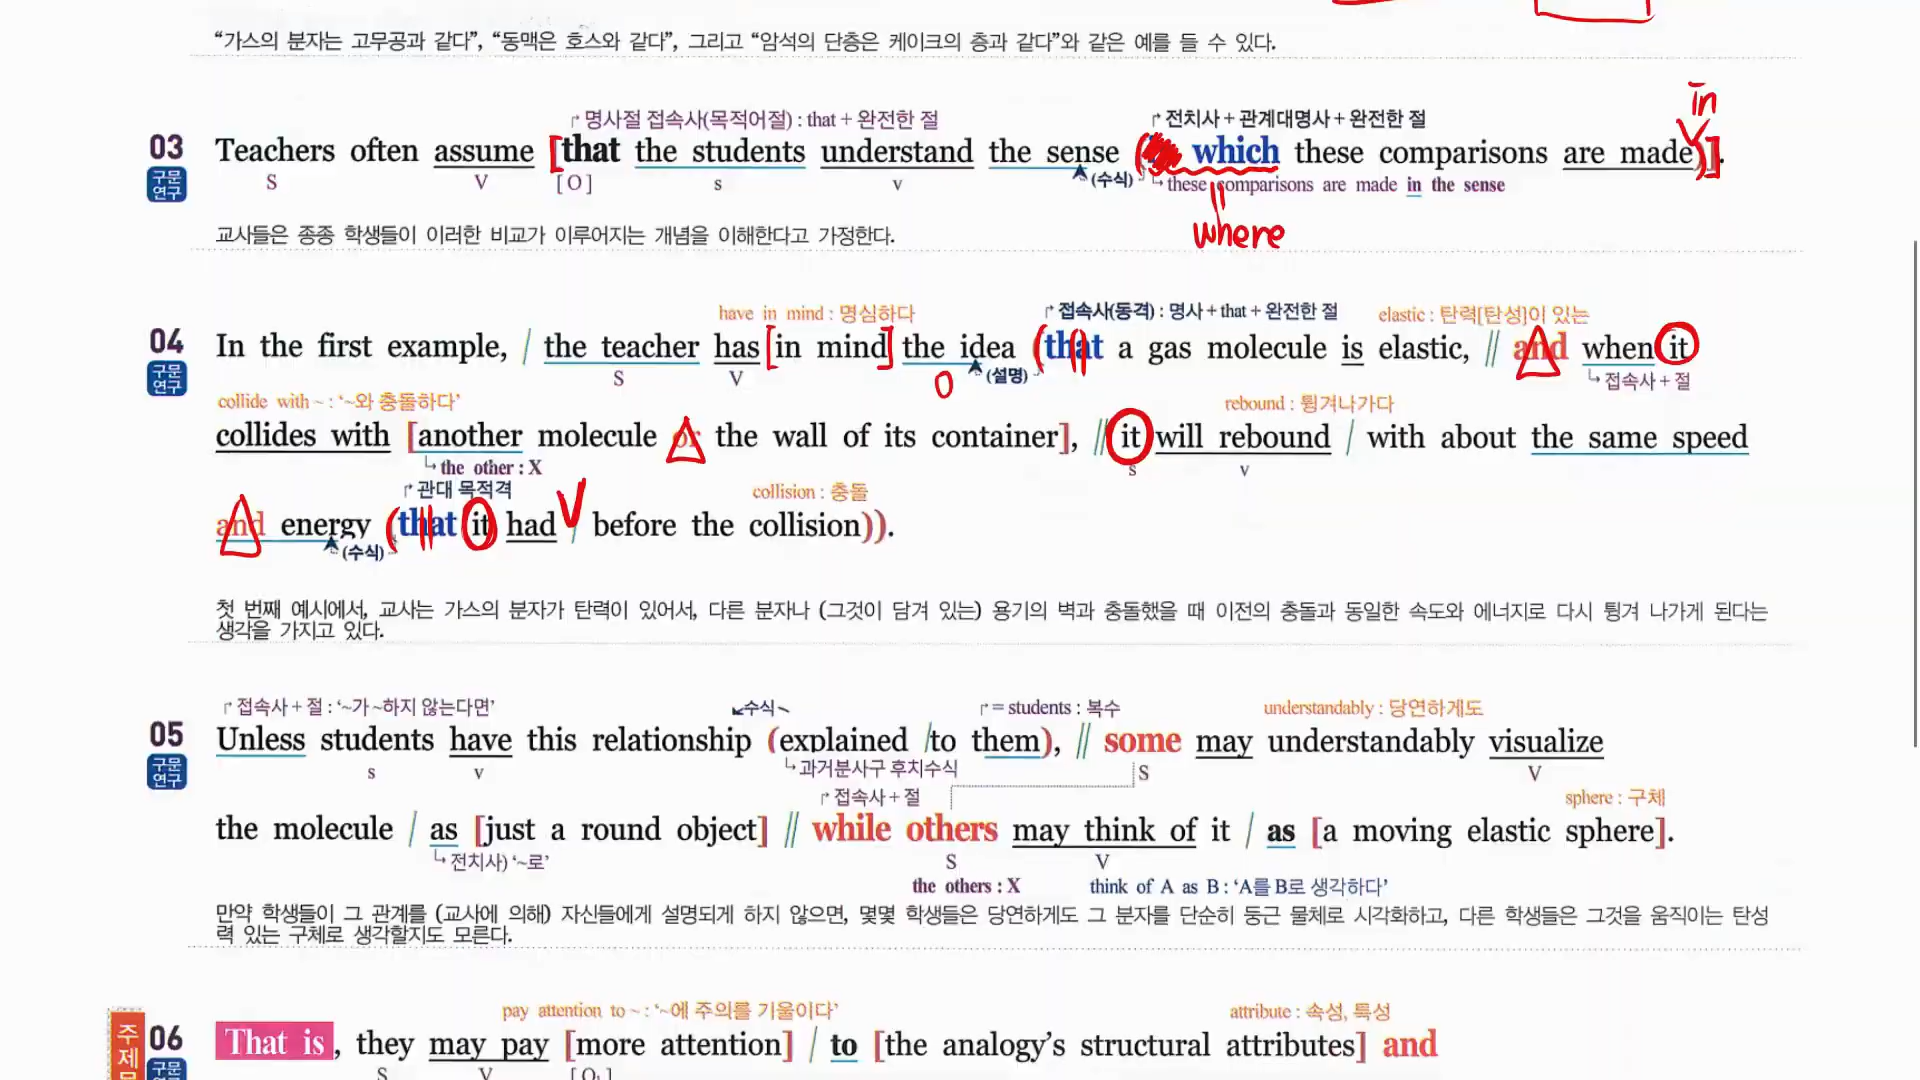 “가스의 분자는 고무공과 같다”, “동맥은 호스와 같다”, 그리고 “암석의 단층은 케이크의 층과 같다”와 같은 예를 들 수 있다.
in
┌ 명사절 접속사(목적어절) : that + 완전한 절 ┌ 전치사 + 관계대명사 + 완전한 절
03 Teachers often assume [that the students understand the sense ( which these comparisons are made)].
구문연구 S V [ O ] s v (수식) └ these comparisons are made in the sense
where
교사들은 종종 학생들이 이러한 비교가 이루어지는 개념을 이해한다고 가정한다.
have in mind : 명심하다 ┌ 접속사(동격) : 명사 + that + 완전한 절 elastic : 탄력[탄성]이 있는
04 In the first example, / the teacher has [in mind] the idea (that a gas molecule is elastic, // and when it
구문연구 S V O (설명) └ 접속사 + 절
collide with ~ : ‘~와 충돌하다’ rebound : 튕겨나가다
collides with [another molecule or the wall of its container], // it will rebound / with about the same speed
└ the other : X s v
┌ 관대 목적격 collision : 충돌
and energy (that it had / before the collision)).
(수식)
첫 번째 예시에서, 교사는 가스의 분자가 탄력이 있어서, 다른 분자나 (그것이 담겨 있는) 용기의 벽과 충돌했을 때 이전의 충돌과 동일한 속도와 에너지로 다시 튕겨 나가게 된다는
생각을 가지고 있다.
┌ 접속사 + 절 : ‘~가 ~하지 않는다면’ 수식 ┌ = students : 복수 understandably : 당연하게도
05 Unless students have this relationship (explained / to them), // some may understandably visualize
구문연구 s v └ 과거분사구 후치수식 S V
┌ 접속사 + 절 sphere : 구체
the molecule / as [just a round object] // while others may think of it / as [a moving elastic sphere].
└ 전치사) ‘~로’ S V
the others : X think of A as B : ‘A를 B로 생각하다’
만약 학생들이 그 관계를 (교사에 의해) 자신들에게 설명되게 하지 않으면, 몇몇 학생들은 당연하게도 그 분자를 단순히 둥근 물체로 시각화하고, 다른 학생들은 그것을 움직이는 탄성
력 있는 구체로 생각할지도 모른다.
pay attention to ~ : ‘~에 주의를 기울이다’ attribute : 속성, 특성
주제 06 That is, they may pay [more attention] / to [the analogy’s structural attributes] and
구문 S V [ O₁ ]